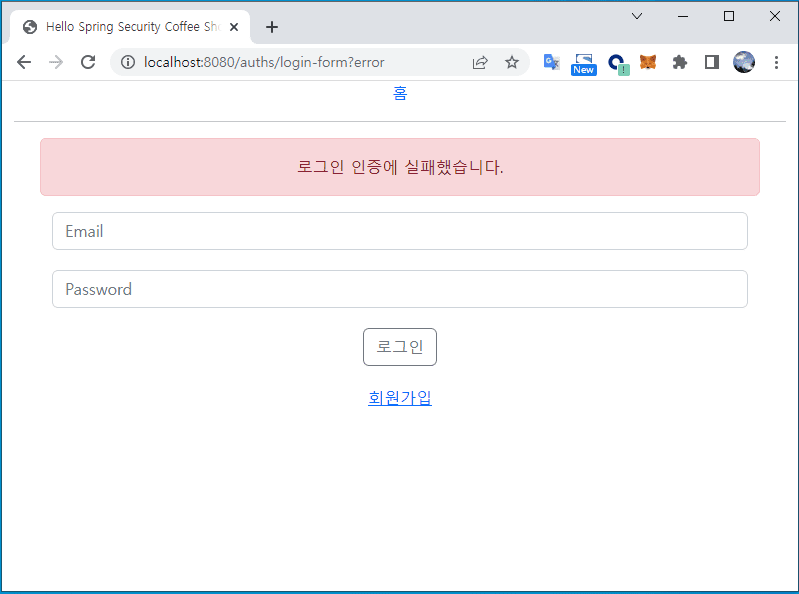 Hello Spring Security Coffee Sh
localhost:8080/auths/login-form?error
New
홈
로그인 인증에 실패했습니다.
Email
Password
로그인
회원가입